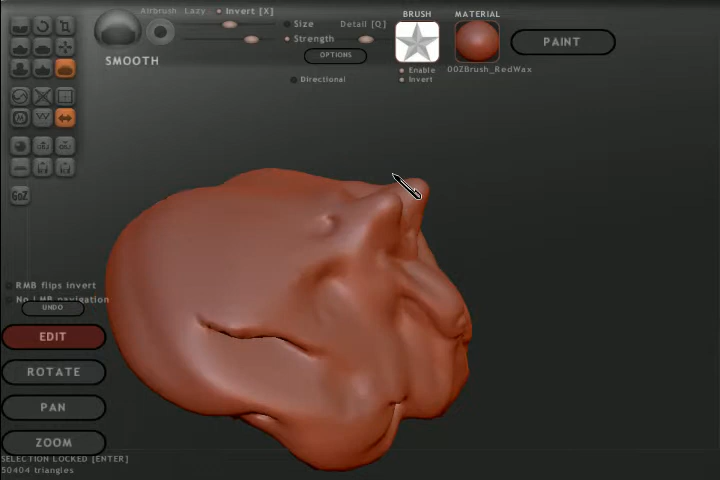 Airbrush Lazy Invert [X]
Size Detail [Q]
Strength
OPTIONS
Directional
SMOOTH
BRUSH
Enable
Invert
MATERIAL
00ZBrush_RedWax
PAINT
GoZ
RMB flips invert
No LMB navigation
UNDO
EDIT
ROTATE
PAN
ZOOM
SELECTION LOCKED [ENTER]
50404 triangles